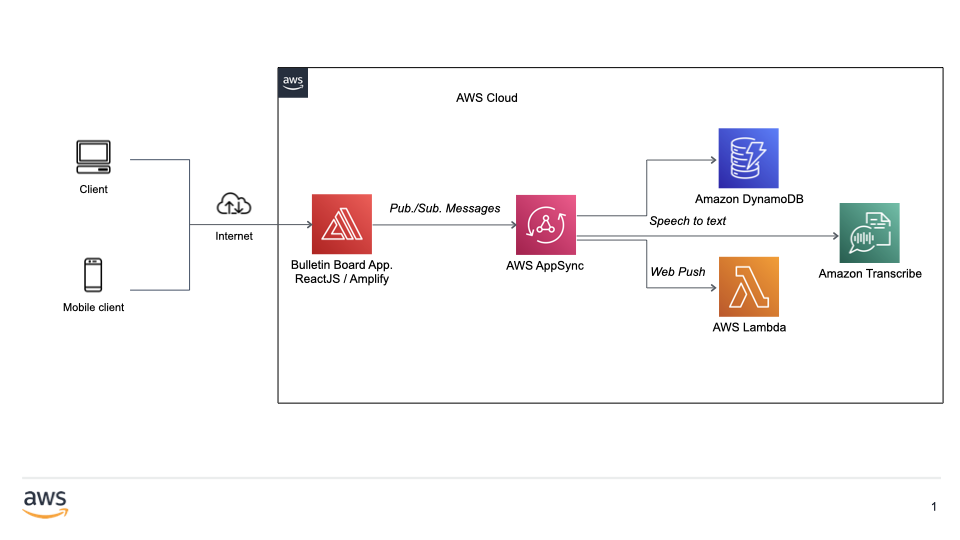 aws
AWS Cloud
Client
Internet
Mobile client
Pub./Sub. Messages
Bulletin Board App.
ReactJS / Amplify
AWS AppSync
Amazon DynamoDB
Speech to text
Amazon Transcribe
Web Push
AWS Lambda
aws
1